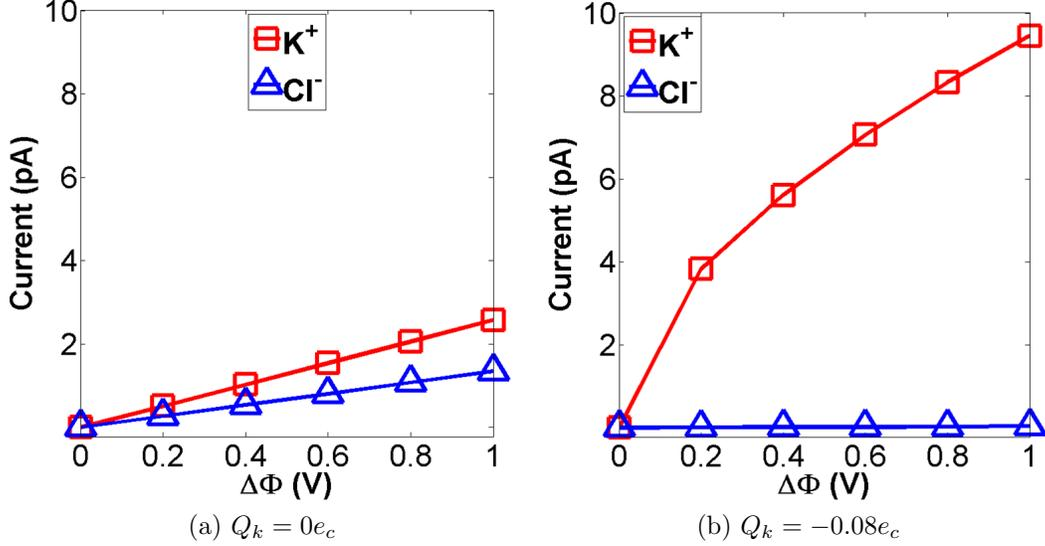 10
8
6
4
2
Current (pA)
K⁺
Cl⁻
0 0.2 0.4 0.6 0.8 1
ΔΦ (V)
(a) Qₖ = 0e_c
10
8
6
4
2
Current (pA)
K⁺
Cl⁻
0 0.2 0.4 0.6 0.8 1
ΔΦ (V)
(b) Qₖ = −0.08e_c